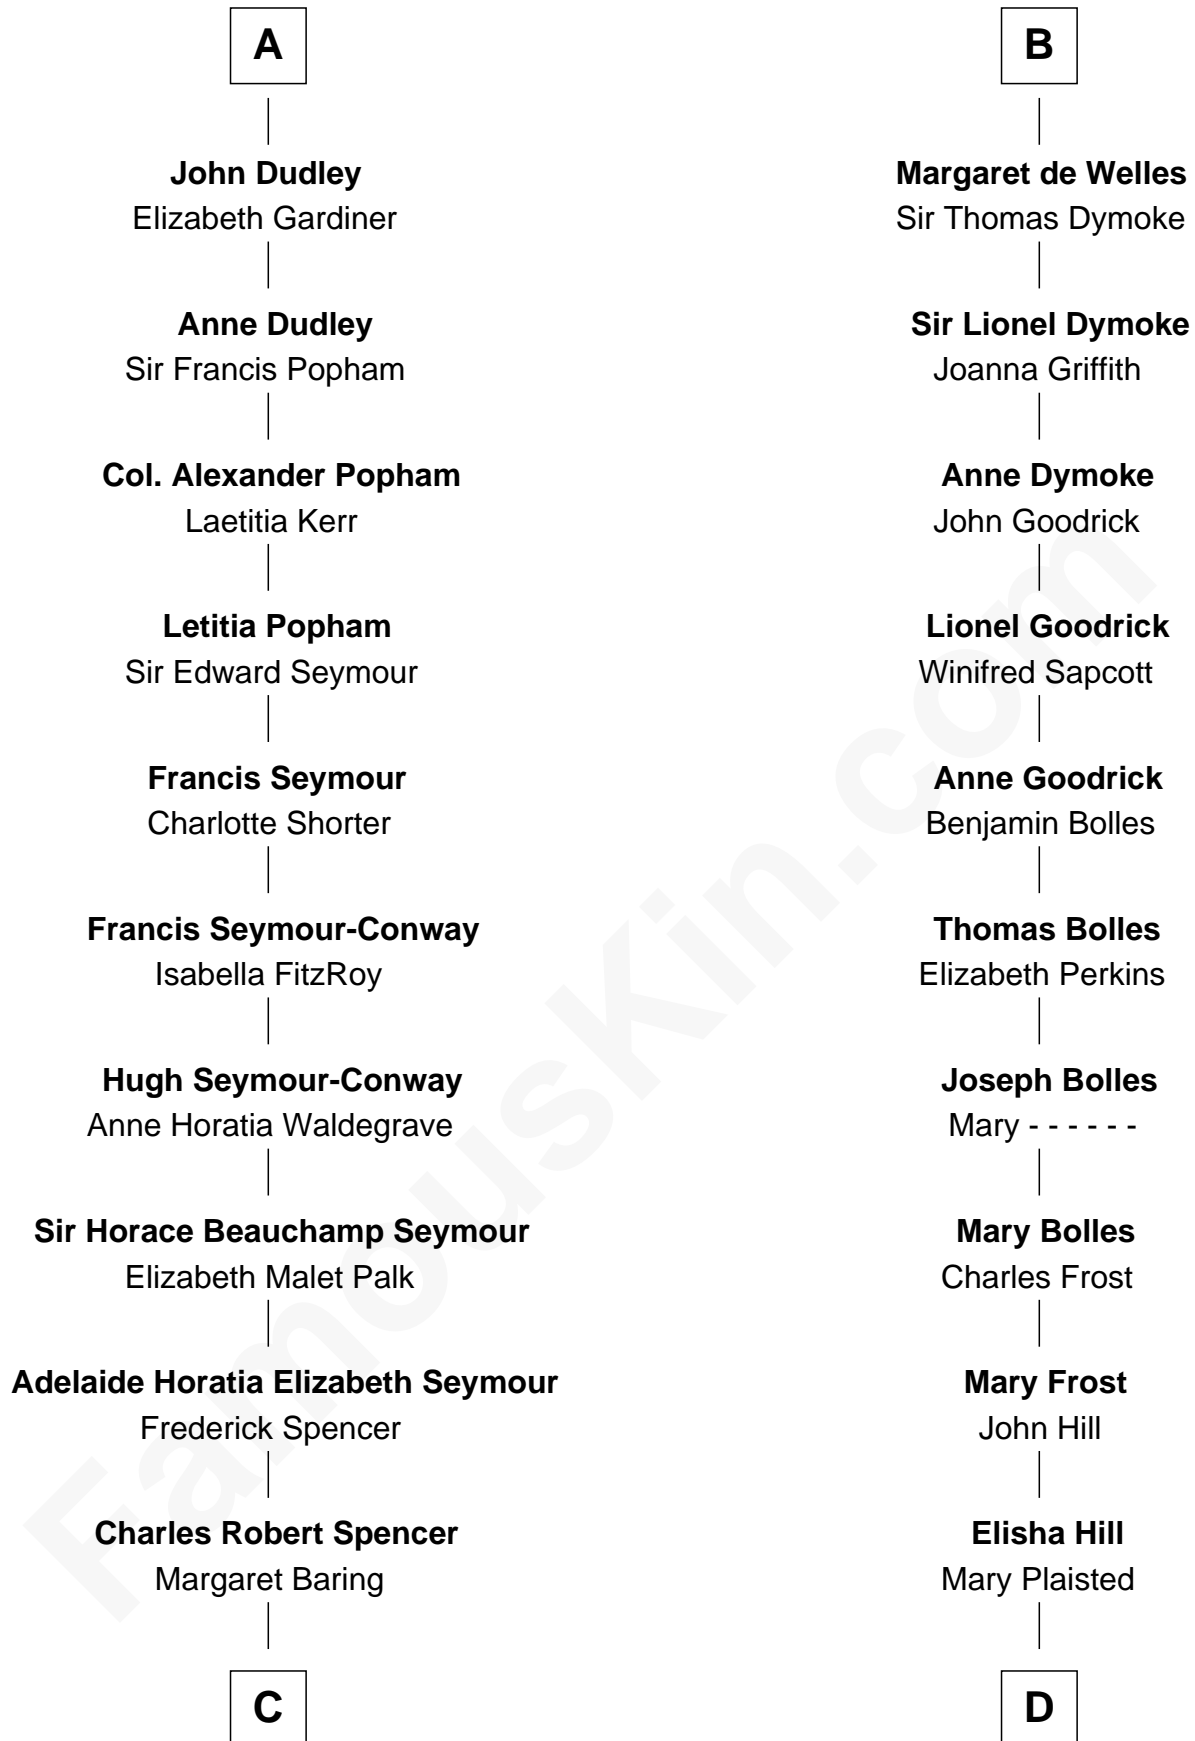 A
John Dudley
Elizabeth Gardiner
Anne Dudley
Sir Francis Popham
Col. Alexander Popham
Laetitia Kerr
Letitia Popham
Sir Edward Seymour
Francis Seymour
Charlotte Shorter
Francis Seymour-Conway
Isabella FitzRoy
Hugh Seymour-Conway
Anne Horatia Waldegrave
Sir Horace Beauchamp Seymour
Elizabeth Malet Palk
Adelaide Horatia Elizabeth Seymour
Frederick Spencer
Charles Robert Spencer
Margaret Baring
C
B
Margaret de Welles
Sir Thomas Dymoke
Sir Lionel Dymoke
Joanna Griffith
Anne Dymoke
John Goodrick
Lionel Goodrick
Winifred Sapcott
Anne Goodrick
Benjamin Bolles
Thomas Bolles
Elizabeth Perkins
Joseph Bolles
Mary - - - - - -
Mary Bolles
Charles Frost
Mary Frost
John Hill
Elisha Hill
Mary Plaisted
D
FamousKin.com